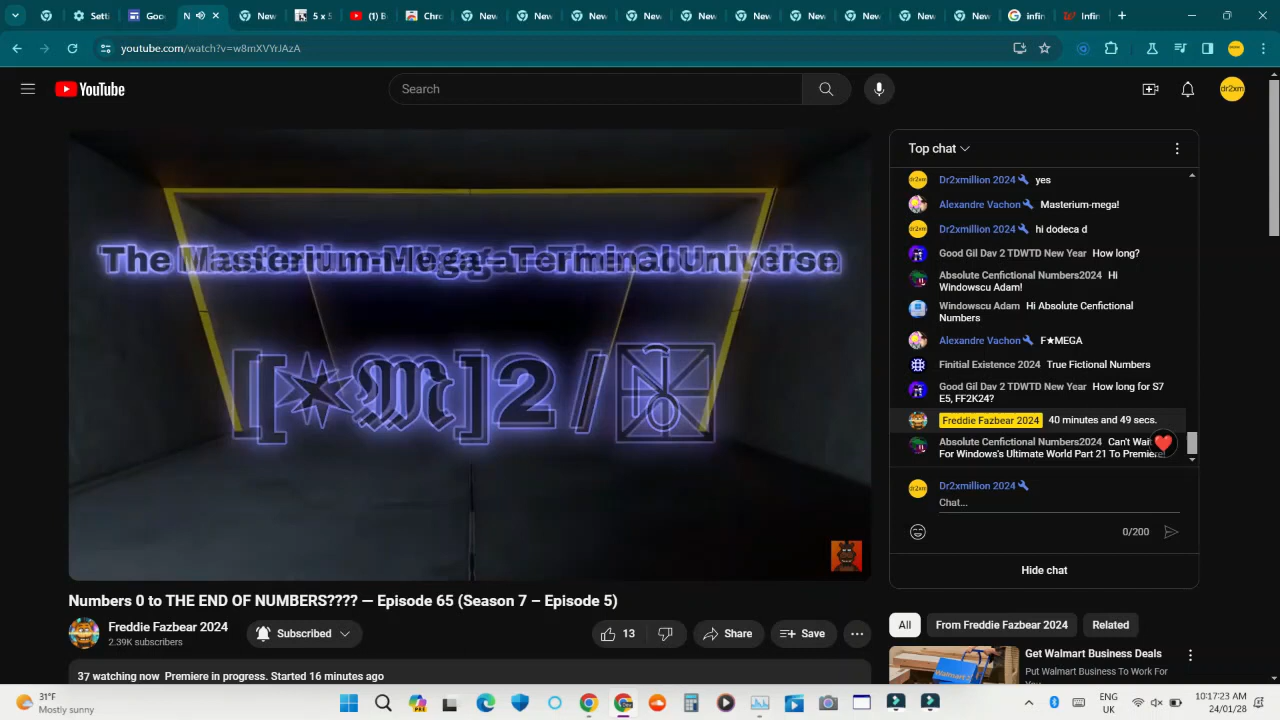 Setti
Goo
N
New
5 x 5
(1) B
Chro
New
New
New
New
New
New
New
New
New
New
infin
Infin
youtube.com/watch?v=w8mXVYrJAzA
YouTube
Search
dr2xm
The Masterium-Mega-Terminal Universe
Top chat
Dr2xmillion 2024 yes
Alexandre Vachon Masterium-mega!
Dr2xmillion 2024 hi dodeca d
Good Gil Dav 2 TDWTD New Year How long?
Absolute Cenfictional Numbers2024 Hi
Windowscu Adam!
Windowscu Adam Hi Absolute Cenfictional
Numbers
Alexandre Vachon F★MEGA
Finitial Existence 2024 True Fictional Numbers
Good Gil Dav 2 TDWTD New Year How long for S7
E5, FF2K24?
Freddie Fazbear 2024 40 minutes and 49 secs.
Absolute Cenfictional Numbers2024 Can't Wait
For Windows's Ultimate World Part 21 To Premiere!
Dr2xmillion 2024
Chat...
0/200
Hide chat
[★𝔐]2/
Numbers 0 to THE END OF NUMBERS???? — Episode 65 (Season 7 – Episode 5)
Freddie Fazbear 2024
2.39K subscribers
Subscribed
13
Share
Save
37 watching now Premiere in progress. Started 16 minutes ago
All
From Freddie Fazbear 2024
Related
Get Walmart Business Deals
Put Walmart Business To Work For
You
31°F
Mostly sunny
ENG
UK
10:17:23 AM
24/01/28